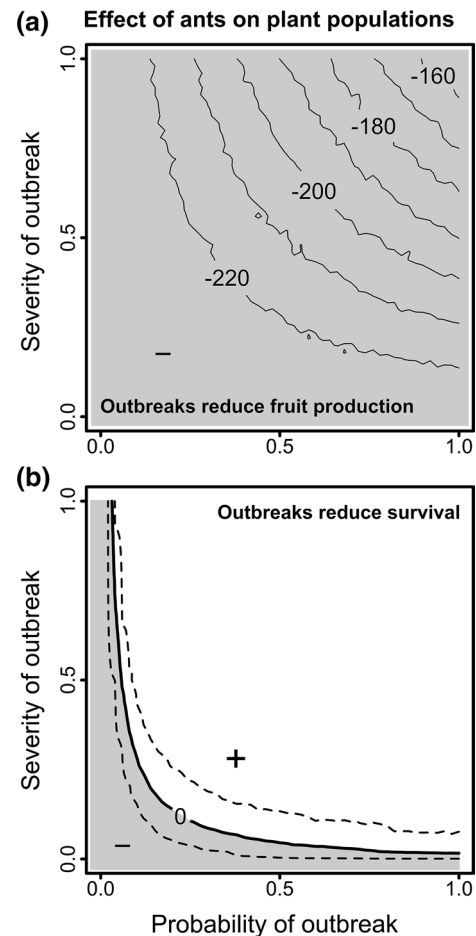 (a) Effect of ants on plant populations
Severity of outbreak
1.0
0.5
0.0
-160
-180
-200
-220
–
Outbreaks reduce fruit production
0.0 0.5 1.0
(b)
Severity of outbreak
1.0
0.5
0.0
Outbreaks reduce survival
+
0
–
0.0 0.5 1.0
Probability of outbreak